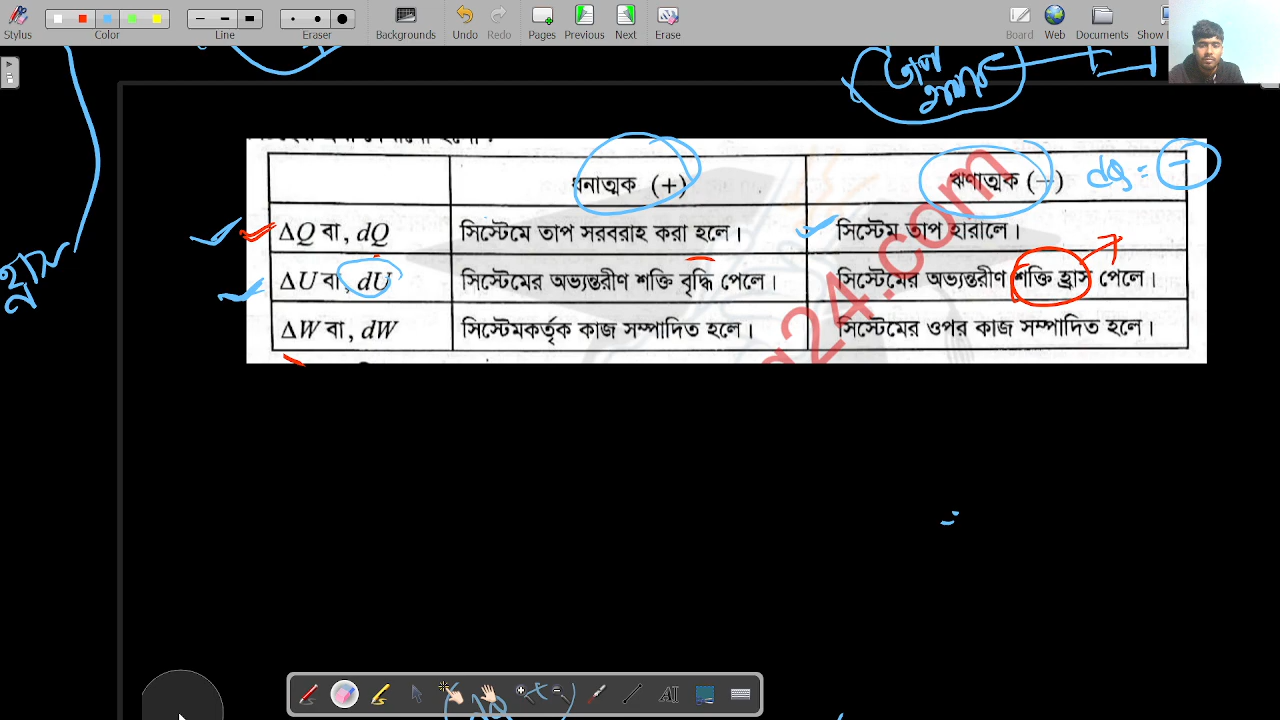 Stylus Color Line Eraser Backgrounds Undo Redo Pages Previous Next Erase Board Web Documents
তাপ
ধনাত্মক (+) ঋণাত্মক (−) dQ = −
ΔQ বা, dQ সিস্টেমে তাপ সরবরাহ করা হলে। সিস্টেম তাপ হারালে।
ΔU বা, dU সিস্টেমের অভ্যন্তরীণ শক্তি বৃদ্ধি পেলে। সিস্টেমের অভ্যন্তরীণ শক্তি হ্রাস পেলে।
ΔW বা, dW সিস্টেমকর্তৃক কাজ সম্পাদিত হলে। সিস্টেমের ওপর কাজ সম্পাদিত হলে।
24.com